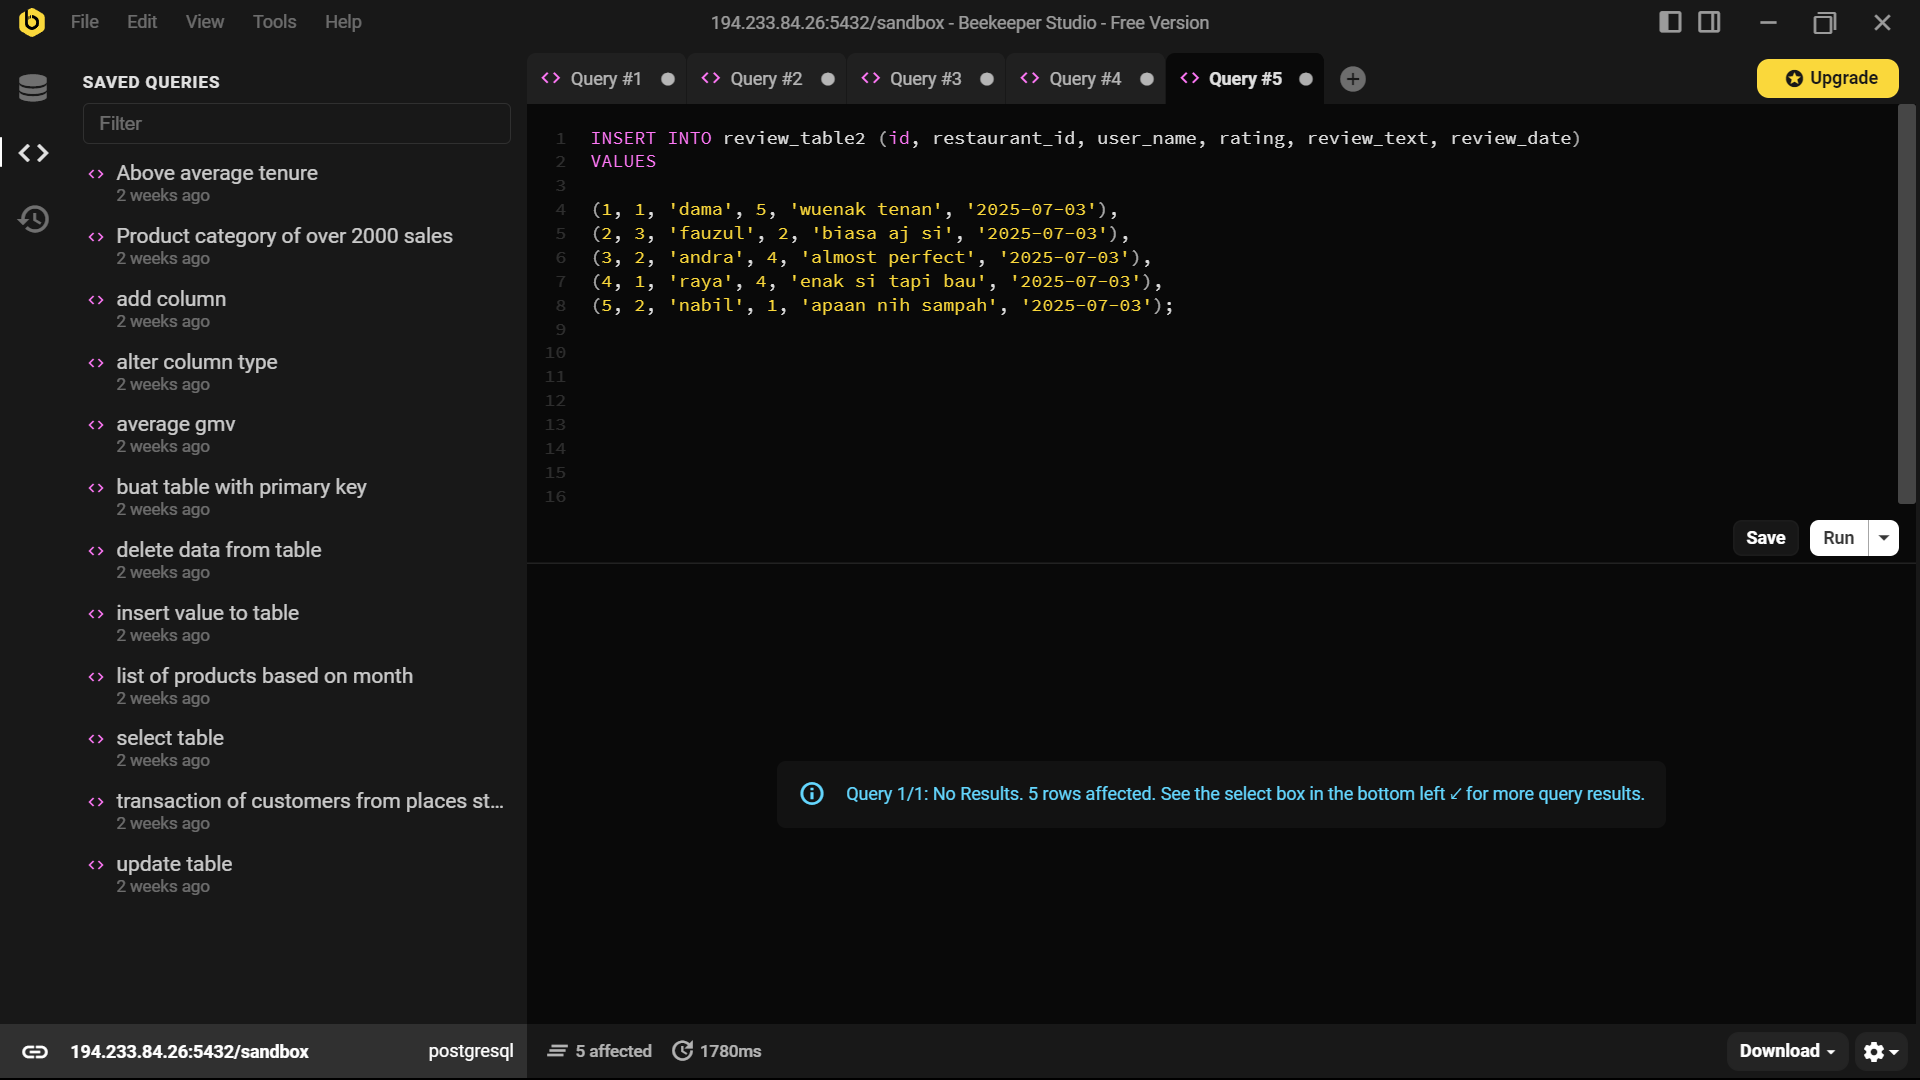 File Edit View Tools Help
194.233.84.26:5432/sandbox - Beekeeper Studio - Free Version
SAVED QUERIES
Filter
Above average tenure
2 weeks ago
Product category of over 2000 sales
2 weeks ago
add column
2 weeks ago
alter column type
2 weeks ago
average gmv
2 weeks ago
buat table with primary key
2 weeks ago
delete data from table
2 weeks ago
insert value to table
2 weeks ago
list of products based on month
2 weeks ago
select table
2 weeks ago
transaction of customers from places st...
2 weeks ago
update table
2 weeks ago
Query #1 Query #2 Query #3 Query #4 Query #5
Upgrade
1 INSERT INTO review_table2 (id, restaurant_id, user_name, rating, review_text, review_date)
2 VALUES
3
4 (1, 1, 'dama', 5, 'wuenak tenan', '2025-07-03'),
5 (2, 3, 'fauzul', 2, 'biasa aj si', '2025-07-03'),
6 (3, 2, 'andra', 4, 'almost perfect', '2025-07-03'),
7 (4, 1, 'raya', 4, 'enak si tapi bau', '2025-07-03'),
8 (5, 2, 'nabil', 1, 'apaan nih sampah', '2025-07-03');
9
10
11
12
13
14
15
16
Save Run
Query 1/1: No Results. 5 rows affected. See the select box in the bottom left ↙ for more query results.
194.233.84.26:5432/sandbox postgresql
5 affected 1780ms
Download